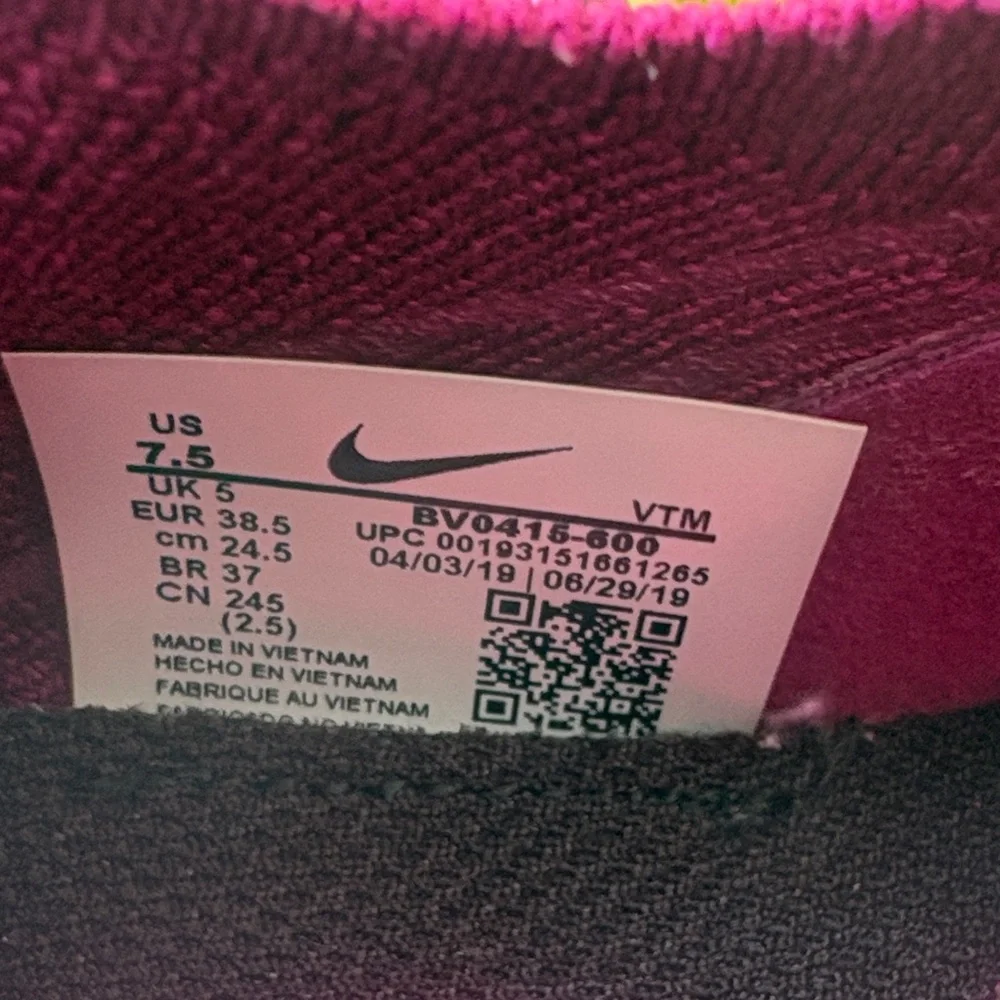 US
7.5
VTM
UK 5
BV0415-600
EUR 38.5
UPC 00193151661265
cm 24.5
04/03/19 | 06/29/19
BR 37
CN 245
(2.5)
MADE IN VIETNAM
HECHO EN VIETNAM
FABRIQUE AU VIETNAM